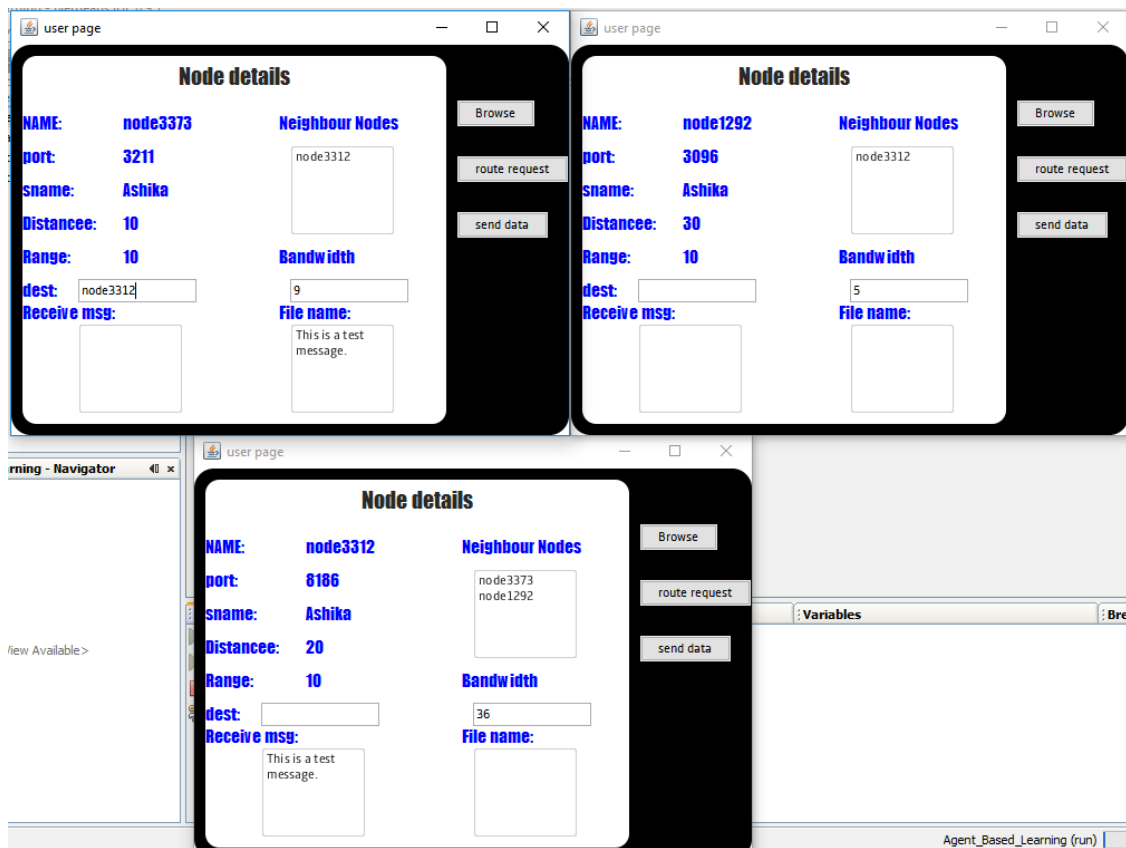 user page
Node details
NAME: node3373 Neighbour Nodes
Browse
port: 3211 node3312
route request
sname: Ashika
Distancee: 10
send data
Range: 10 Bandwidth
dest: node3312 9
Receive msg: File name:
This is a test
message.
user page
Node details
NAME: node1292 Neighbour Nodes
Browse
port: 3096 node3312
route request
sname: Ashika
Distancee: 30
send data
Range: 10 Bandwidth
dest: 5
Receive msg: File name:
user page
Node details
NAME: node3312 Neighbour Nodes
Browse
port: 8186 node3373
node1292
route request
sname: Ashika
Distancee: 20
send data
Range: 10 Bandwidth
dest: 36
Receive msg: File name:
This is a test
message.
rning - Navigator
View Available>
Variables
Bre
Agent_Based_Learning (run)